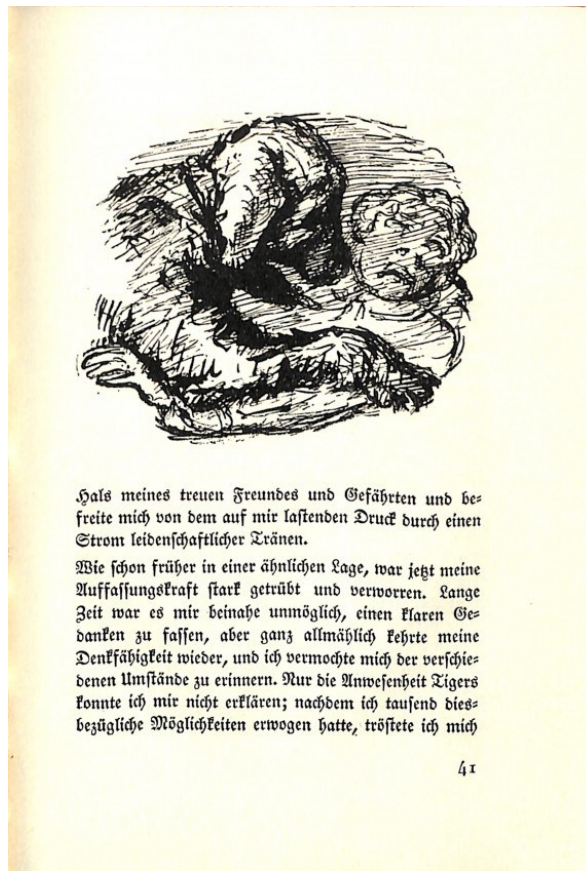 Hals meines treuen Freundes und Gefährten und be-
freite mich von dem auf mir lastenden Druck durch einen
Strom leidenschaftlicher Tränen.
Wie schon früher in einer ähnlichen Lage, war jetzt meine
Auffassungskraft stark getrübt und verworren. Lange
Zeit war es mir beinahe unmöglich, einen klaren Ge-
danken zu fassen, aber ganz allmählich kehrte meine
Denkfähigkeit wieder, und ich vermochte mich der verschie-
denen Umstände zu erinnern. Nur die Anwesenheit Tigers
konnte ich mir nicht erklären; nachdem ich tausend dies-
bezügliche Möglichkeiten erwogen hatte, tröstete ich mich
41